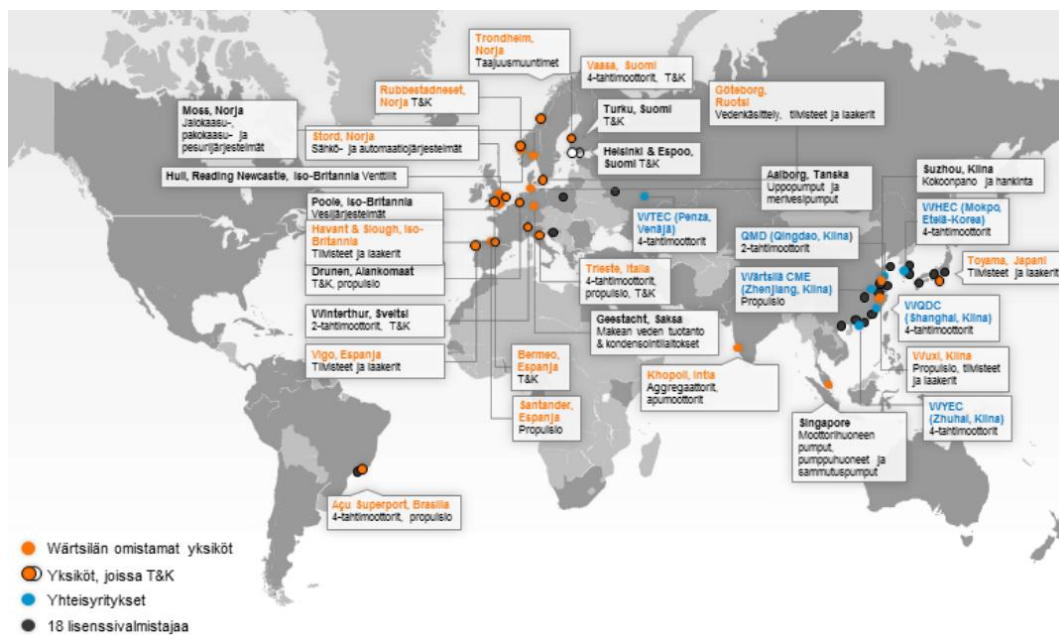 Trondheim,
Norja
Taajuusmuuntimet
Vaasa, Suomi
4-tahtimoottorit, T&K
Göteborg,
Ruotsi
Vedenkäsittely, tiivisteet ja laakerit
Rubbestadneset,
Norja T&K
Turku, Suomi
T&K
Moss, Norja
Jalokaasu-,
pakokaasu- ja
pesurijärjestelmät
Stord, Norja
Sähkö- ja automaatiojärjestelmät
Helsinki & Espoo,
Suomi T&K
Hull, Reading Newcastle, Iso-Britannia Venttiilit
Aalborg, Tanska
Uppopumput ja
merivesipumput
Suzhou, Kiina
Kokoonpano ja hankinta
Poole, Iso-Britannia
Vesijärjestelmät
WTEC (Penza,
Venäjä)
4-tahtimoottorit
WHEC (Mokpo,
Etelä-Korea)
4-tahtimoottorit
Havant & Slough, Iso-
Britannia
Tiivisteet ja laakerit
QMD (Qingdao, Kiina)
2-tahtimoottorit
Toyama, Japani
Tiivisteet ja laakerit
Drunen, Alankomaat
T&K, propulsio
Trieste, Italia
4-tahtimoottorit,
propulsio, T&K
Wärtsilä CME
(Zhenjiang, Kiina)
Propulsio
WQDC
(Shanghai, Kiina)
4-tahtimoottorit
Winterthur, Sveitsi
2-tahtimoottorit, T&K
Geestacht, Saksa
Makean veden tuotanto
& kondensointilaitokset
Vigo, Espanja
Tiivisteet ja laakerit
Bermeo,
Espanja
T&K
Khopoli, Intia
Aggregaattorit,
apumoottorit
Wuxi, Kiina
Propulsio, tiivisteet
ja laakerit
Santander,
Espanja
Propulsio
Singapore
Moottorihuoneen
pumput,
pumppuhuoneet ja
sammutuspumput
WYEC
(Zhuhai, Kiina)
4-tahtimoottorit
Açu Superport, Brasilia
4-tahtimoottorit, propulsio
Wärtsilän omistamat yksiköt
Yksiköt, joissa T&K
Yhteisyritykset
18 lisenssivalmistajaa